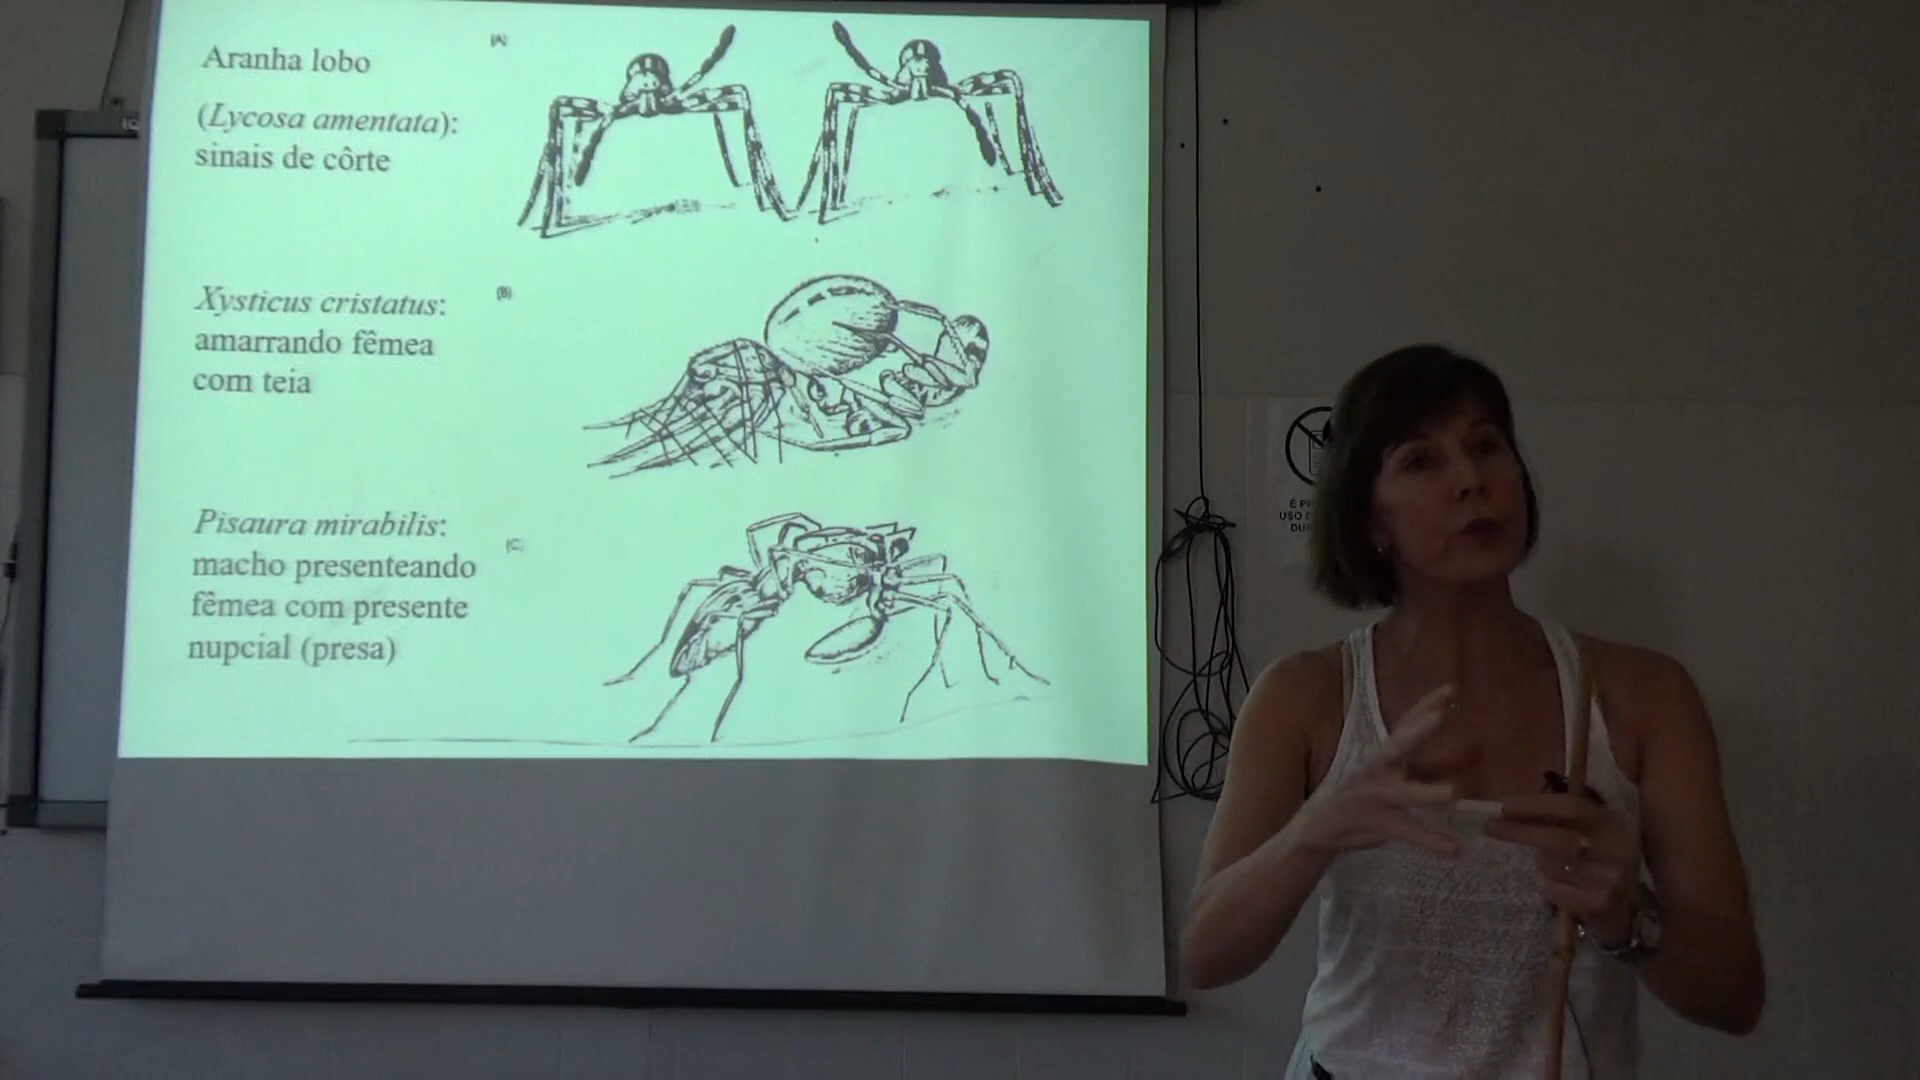 Aranha lobo
(A)
(Lycosa amentata):
sinais de côrte
Xysticus cristatus:
(B)
amarrando fêmea
com teia
Pisaura mirabilis:
(C)
macho presenteando
fêmea com presente
nupcial (presa)
É
USO